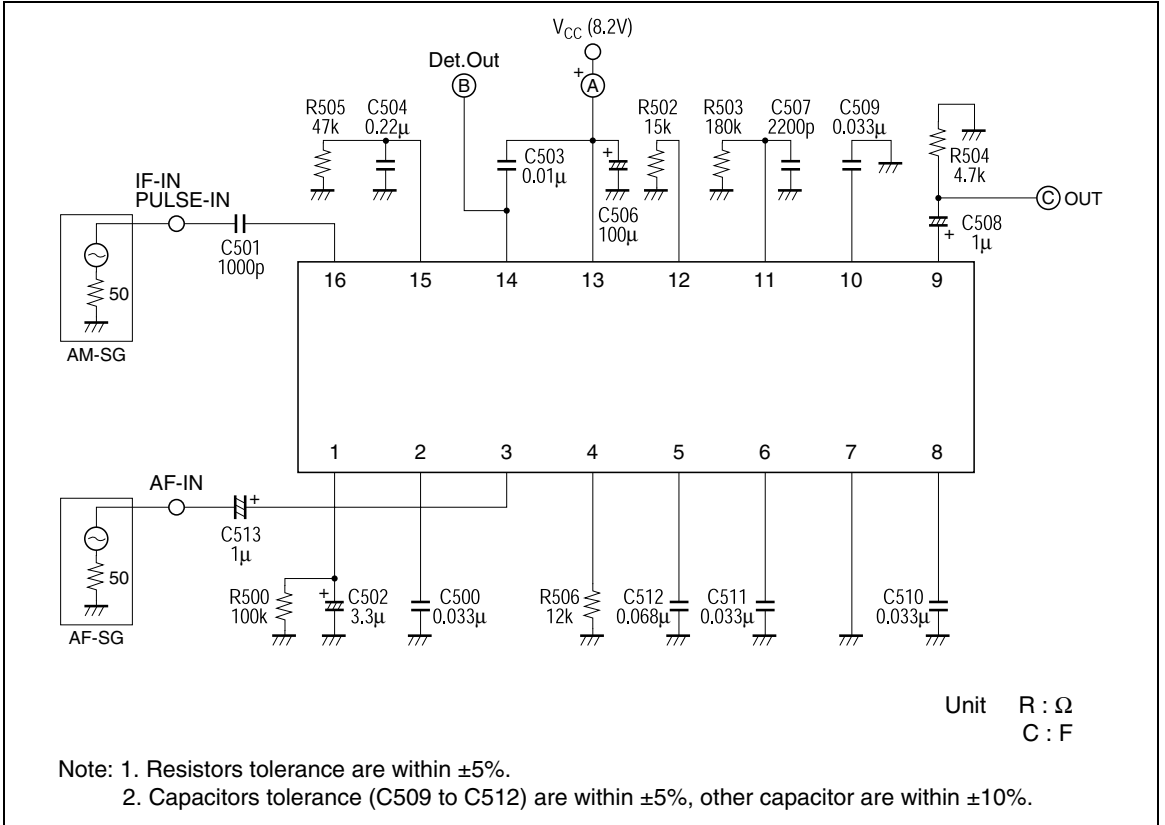 V_CC (8.2V)
Det.Out
B
+
A
R505
47k
C504
0.22μ
C503
0.01μ
+
C506
100μ
R502
15k
R503
180k
C507
2200p
C509
0.033μ
R504
4.7k
C OUT
C508
1μ
+
IF-IN
PULSE-IN
C501
1000p
50
AM-SG
16 15 14 13 12 11 10 9
1 2 3 4 5 6 7 8
AF-IN
+
C513
1μ
50
AF-SG
R500
100k
+
C502
3.3μ
C500
0.033μ
R506
12k
C512
0.068μ
C511
0.033μ
C510
0.033μ
Unit R : Ω
C : F
Note: 1. Resistors tolerance are within ±5%.
2. Capacitors tolerance (C509 to C512) are within ±5%, other capacitor are within ±10%.